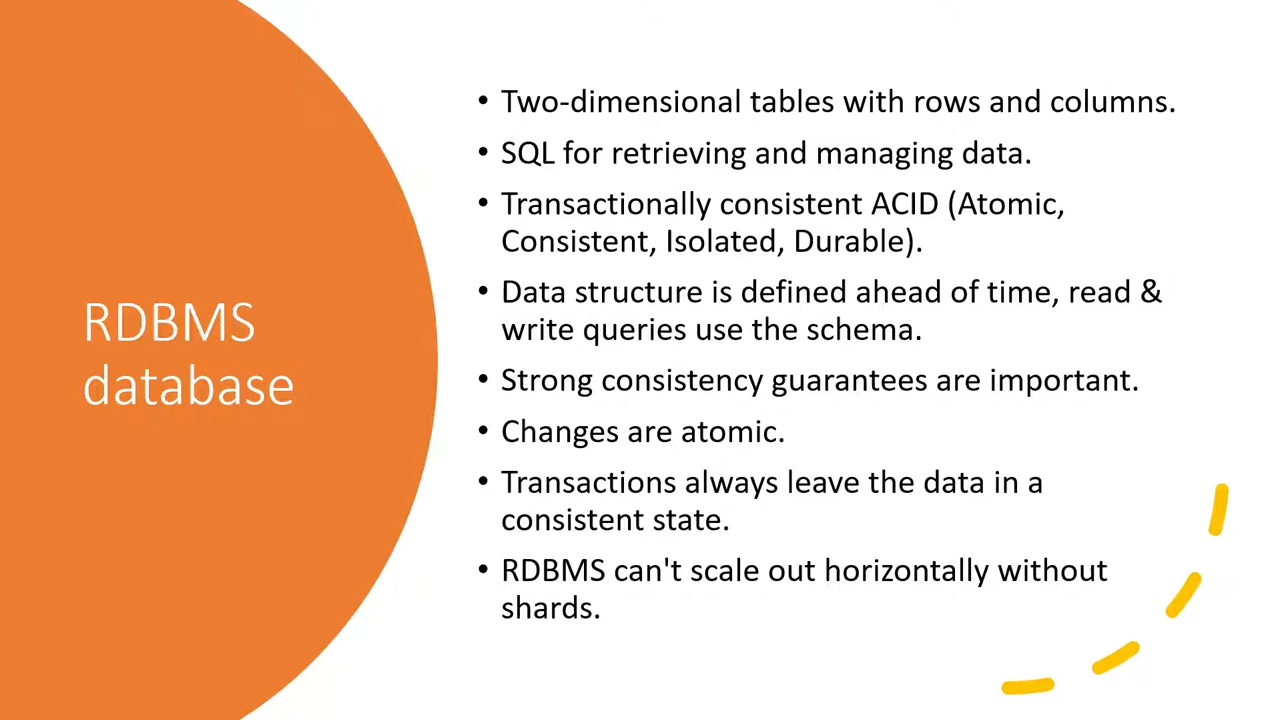 RDBMS
database
• Two-dimensional tables with rows and columns.
• SQL for retrieving and managing data.
• Transactionally consistent ACID (Atomic,
Consistent, Isolated, Durable).
• Data structure is defined ahead of time, read &
write queries use the schema.
• Strong consistency guarantees are important.
• Changes are atomic.
• Transactions always leave the data in a
consistent state.
• RDBMS can't scale out horizontally without
shards.